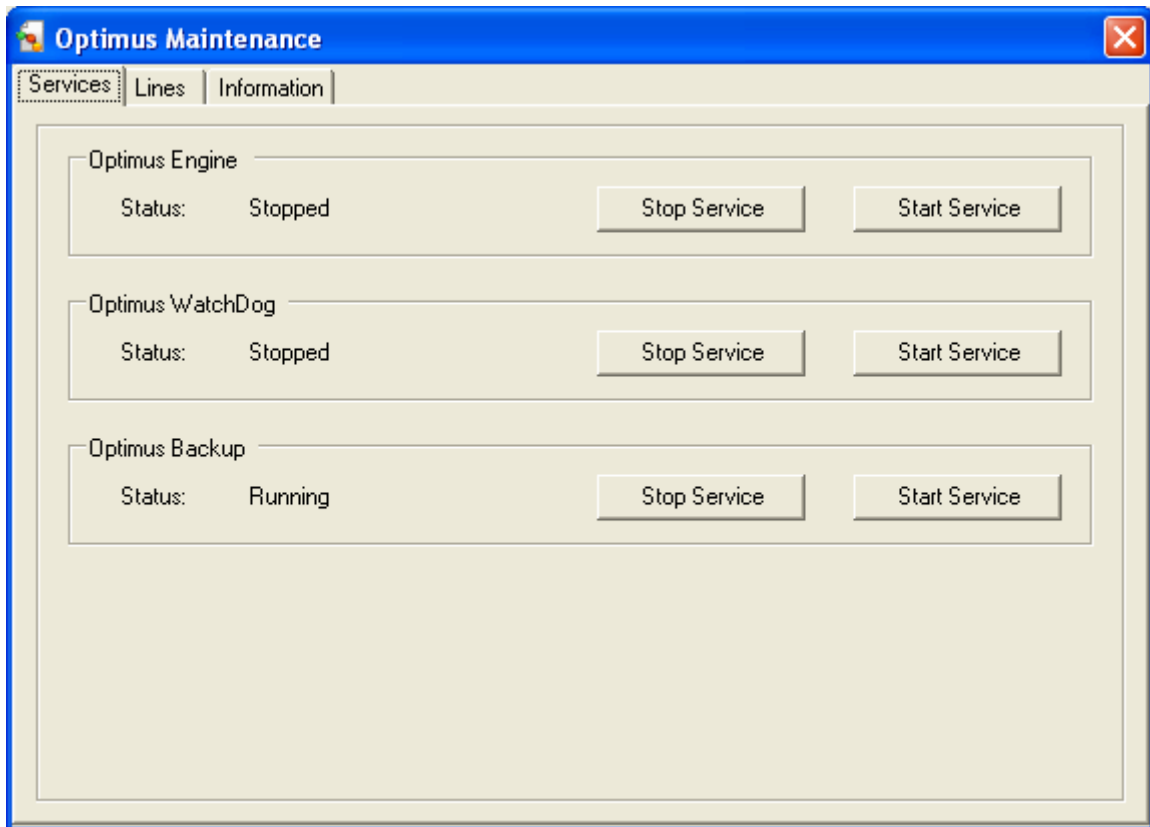 Optimus Maintenance
Services Lines Information
Optimus Engine
Status: Stopped Stop Service Start Service
Optimus WatchDog
Status: Stopped Stop Service Start Service
Optimus Backup
Status: Running Stop Service Start Service